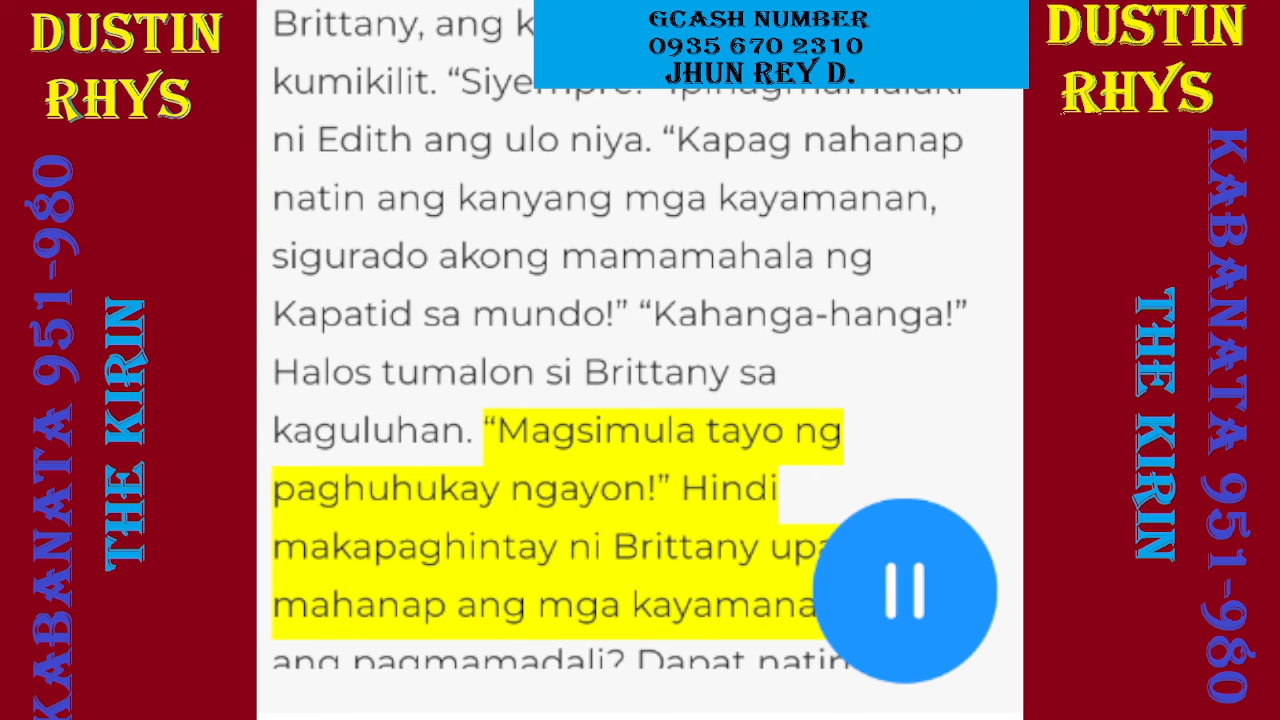 DUSTIN
RHYS
KABANATA 951-980
THE KIRIN
GCASH NUMBER
0935 670 2310
JHUN REY D.
Brittany, ang
kumikilit. “Siyempre!”
ni Edith ang ulo niya. “Kapag nahanap
natin ang kanyang mga kayamanan,
sigurado akong mamamahala ng
Kapatid sa mundo!” “Kahanga-hanga!”
Halos tumalon si Brittany sa
kaguluhan. “Magsimula tayo ng
paghuhukay ngayon!” Hindi
makapaghintay ni Brittany
mahanap ang mga
ang pagmamadali? Dapat
DUSTIN
RHYS
THE KIRIN
KABANATA 951-980